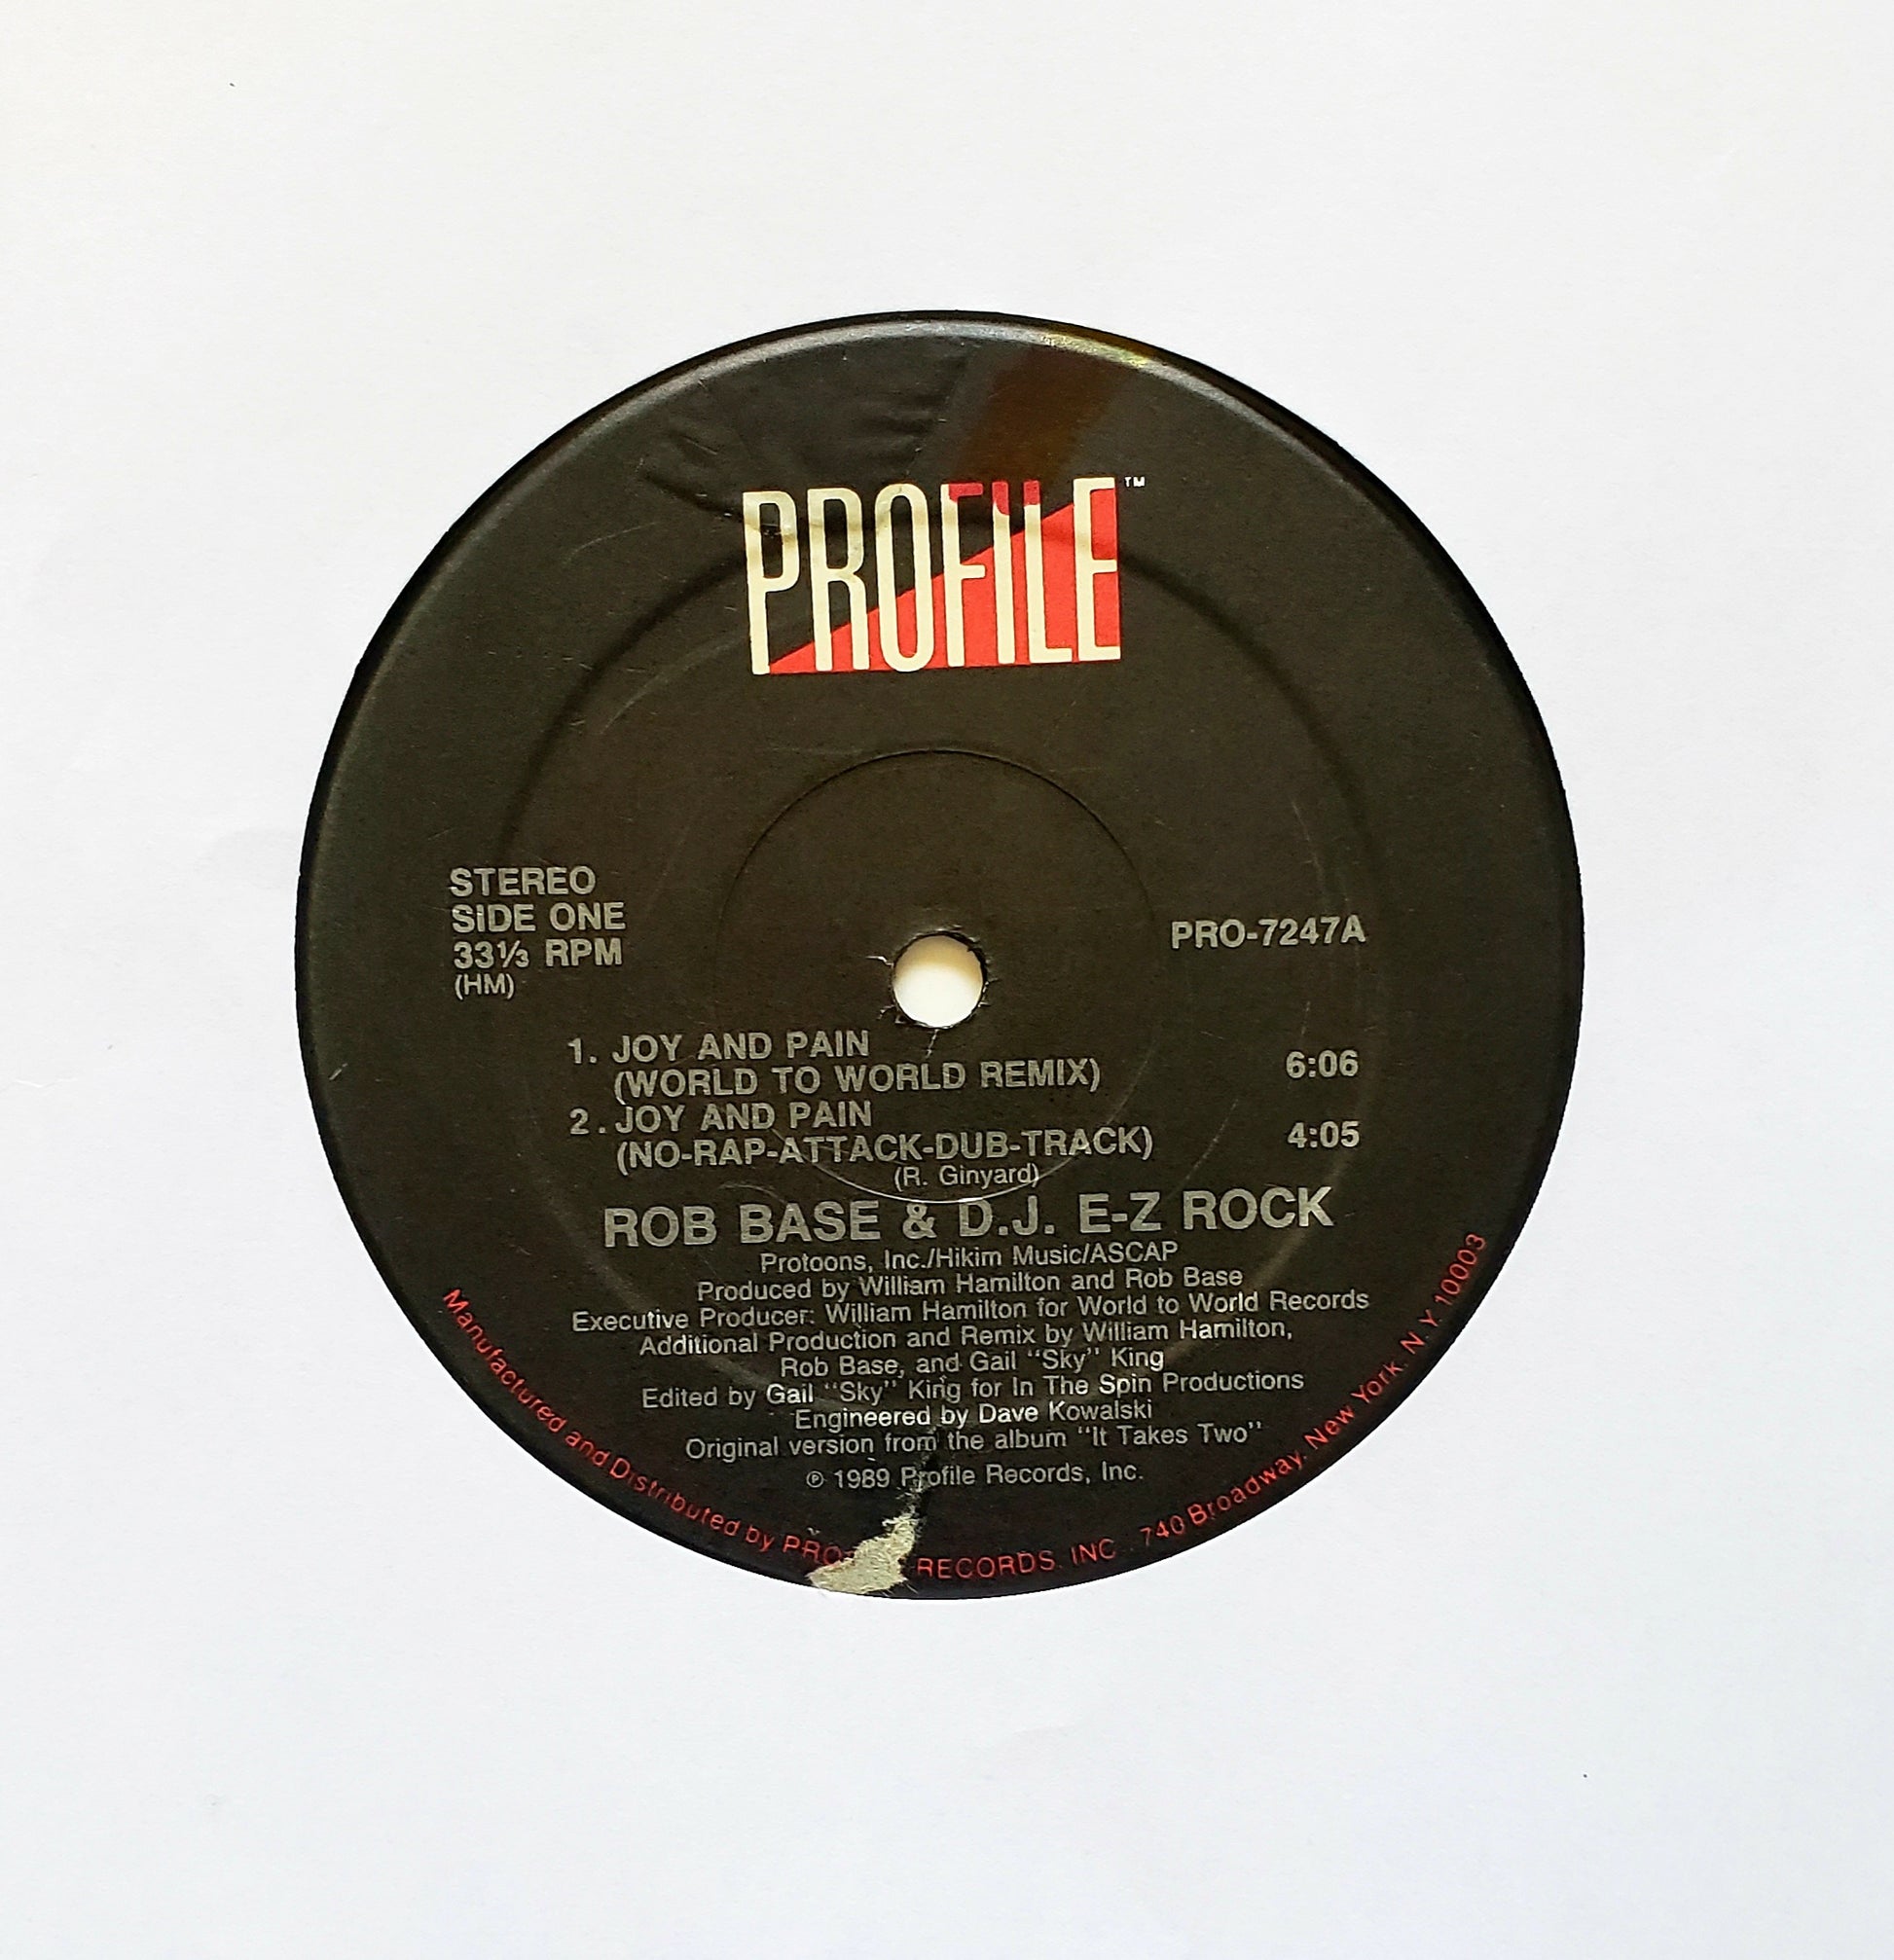 PROFILE™
STEREO
SIDE ONE
33⅓ RPM
(HM)
PRO-7247A
1. JOY AND PAIN
(WORLD TO WORLD REMIX) 6:06
2. JOY AND PAIN
(NO-RAP-ATTACK-DUB-TRACK) 4:05
(R. Ginyard)
ROB BASE & D.J. E-Z ROCK
Protoons, Inc./Hikim Music/ASCAP
Produced by William Hamilton and Rob Base
Executive Producer: William Hamilton for World to World Records
Additional Production and Remix by William Hamilton,
Rob Base, and Gail "Sky" King
Edited by Gail "Sky" King for In The Spin Productions
Engineered by Dave Kowalski
Original version from the album "It Takes Two"
℗ 1989 Profile Records, Inc.
Manufactured and Distributed by RECORDS, INC. 740 Broadway, New York, N.Y. 10003